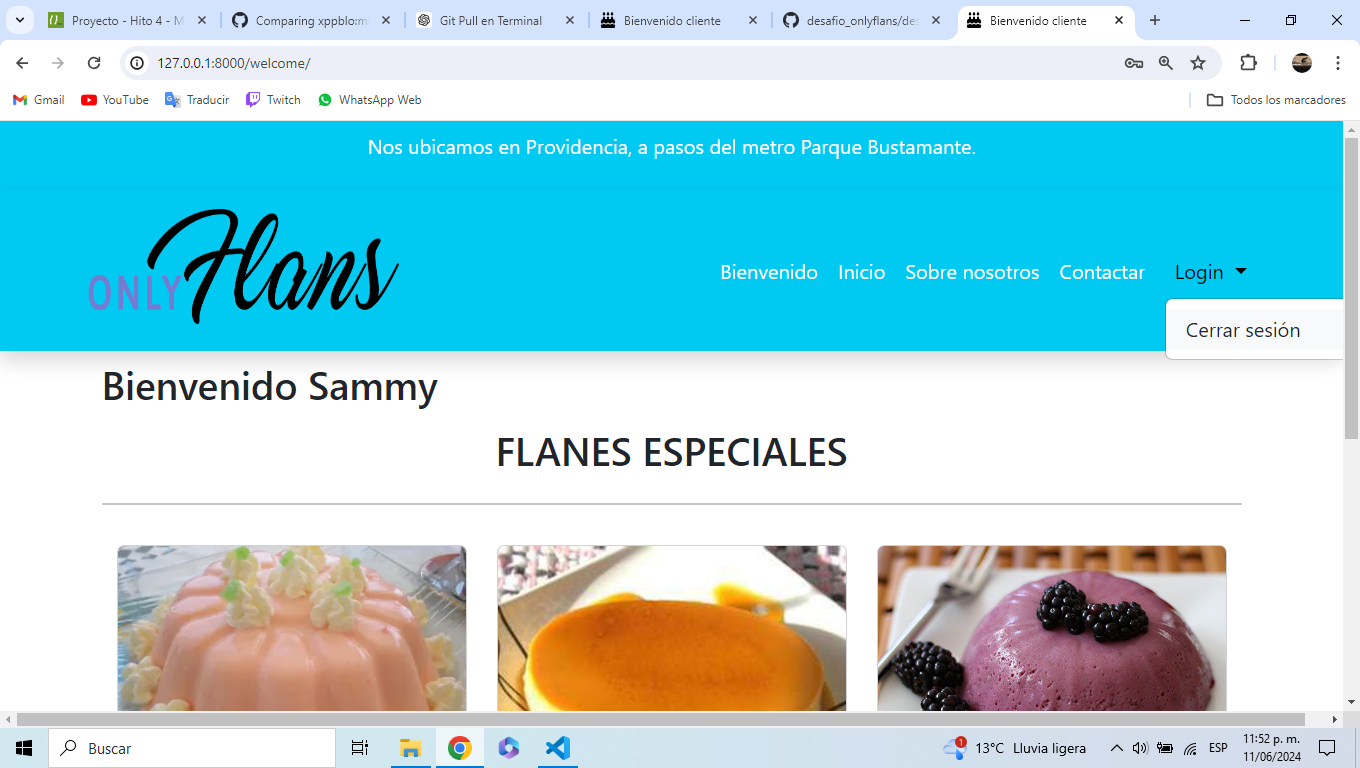 Proyecto - Hito 4 - M
Comparing xppblo:m
Git Pull en Terminal
Bienvenido cliente
desafio_onlyflans/des
Bienvenido cliente
127.0.0.1:8000/welcome/
Gmail
YouTube
Traducir
Twitch
WhatsApp Web
Todos los marcadores
Nos ubicamos en Providencia, a pasos del metro Parque Bustamante.
ONLY Flans
Bienvenido
Inicio
Sobre nosotros
Contactar
Login
Cerrar sesión
Bienvenido Sammy
FLANES ESPECIALES
Buscar
1
13°C Lluvia ligera
ESP
11:52 p. m.
11/06/2024